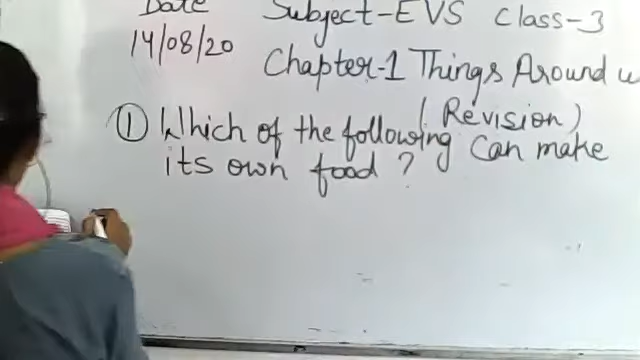 Date Subject-EVS Class-3
14/08/20 Chapter-1 Things Around
(Revision)
① Which of the following can make
its own food ?